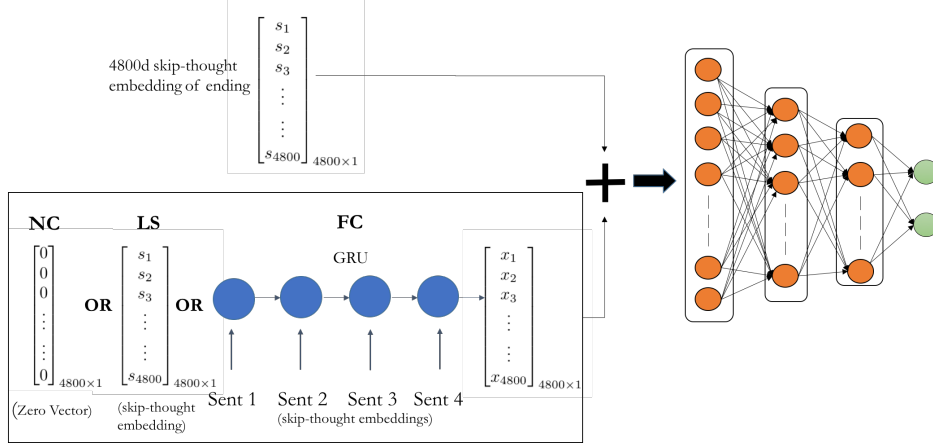 4800d skip-thought
embedding of ending
s1
s2
s3
⋮
⋮
s4800
4800×1
+
NC
LS
FC
GRU
0
0
0
⋮
⋮
0
4800×1
OR
s1
s2
s3
⋮
⋮
s4800
4800×1
OR
x1
x2
x3
⋮
⋮
x4800
4800×1
Sent 1 Sent 2 Sent 3 Sent 4
(Zero Vector)
(skip-thought
embedding)
(skip-thought embeddings)